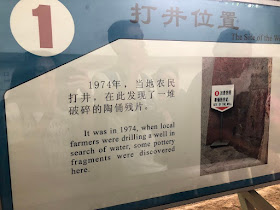 1
打井位置
The Site of the W
1974年，当地农民
打井，在此发现了一堆
破碎的陶俑残片。
It was in 1974, when local
farmers were drilling a well in
search of water, some pottery
fragments were discovered
here.